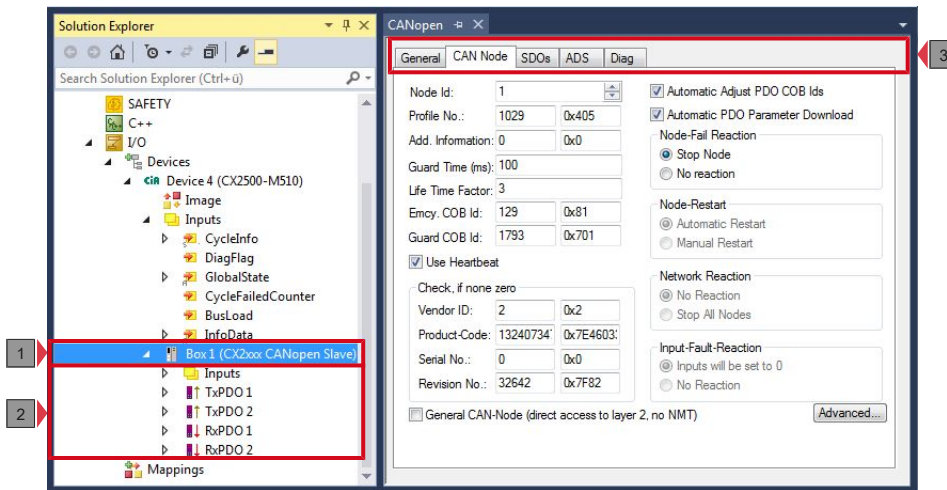 Solution Explorer
Search Solution Explorer (Ctrl+ü)
SAFETY
C++
I/O
Devices
CiA Device 4 (CX2500-M510)
Image
Inputs
CycleInfo
DiagFlag
GlobalState
CycleFailedCounter
BusLoad
InfoData
1
Box 1 (CX2xxx CANopen Slave)
2
Inputs
TxPDO 1
TxPDO 2
RxPDO 1
RxPDO 2
Mappings
CANopen
3
General CAN Node SDOs ADS Diag
Node Id: 1
Profile No.: 1029 0x405
Add. Information: 0 0x0
Guard Time (ms): 100
Life Time Factor: 3
Emcy. COB Id: 129 0x81
Guard COB Id: 1793 0x701
Use Heartbeat
Check, if none zero
Vendor ID: 2 0x2
Product-Code: 13240734 0x7E4603
Serial No.: 0 0x0
Revision No.: 32642 0x7F82
General CAN-Node (direct access to layer 2, no NMT)
Automatic Adjust PDO COB Ids
Automatic PDO Parameter Download
Node-Fail Reaction
Stop Node
No reaction
Node-Restart
Automatic Restart
Manual Restart
Network Reaction
No Reaction
Stop All Nodes
Input-Fault-Reaction
Inputs will be set to 0
No Reaction
Advanced...